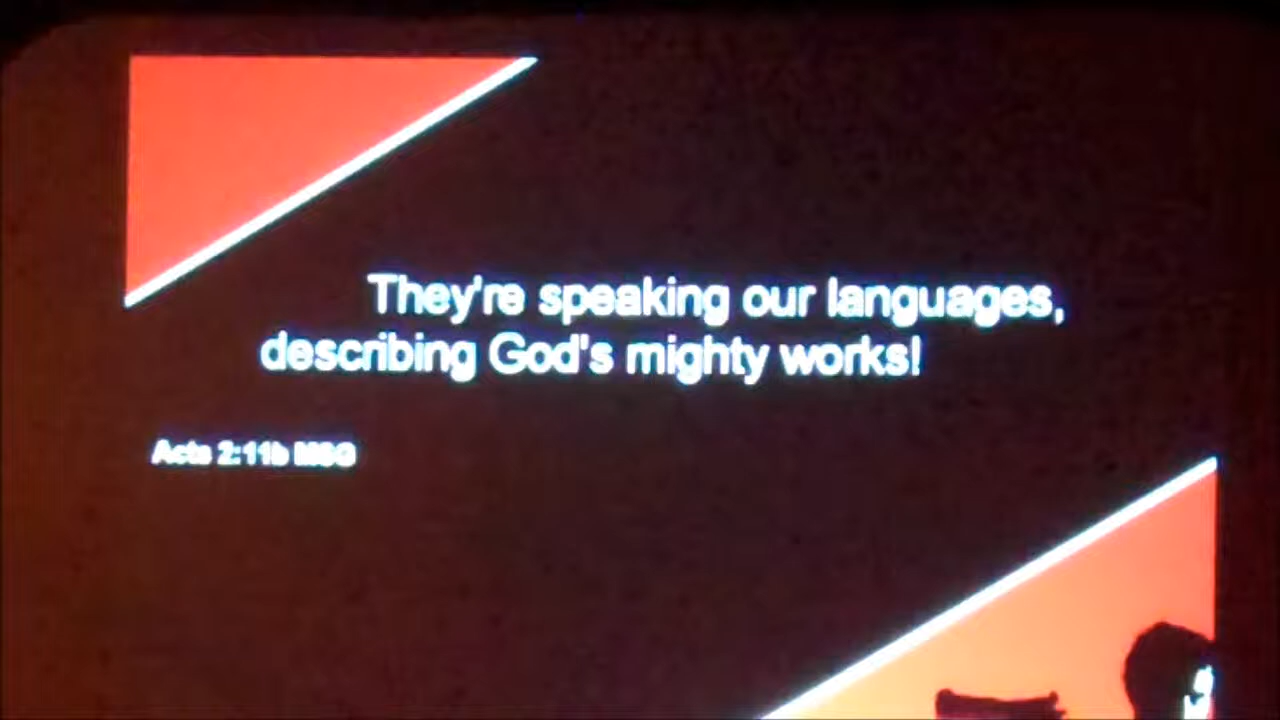 They're speaking our languages,
describing God's mighty works!
Acts 2:11b MSG